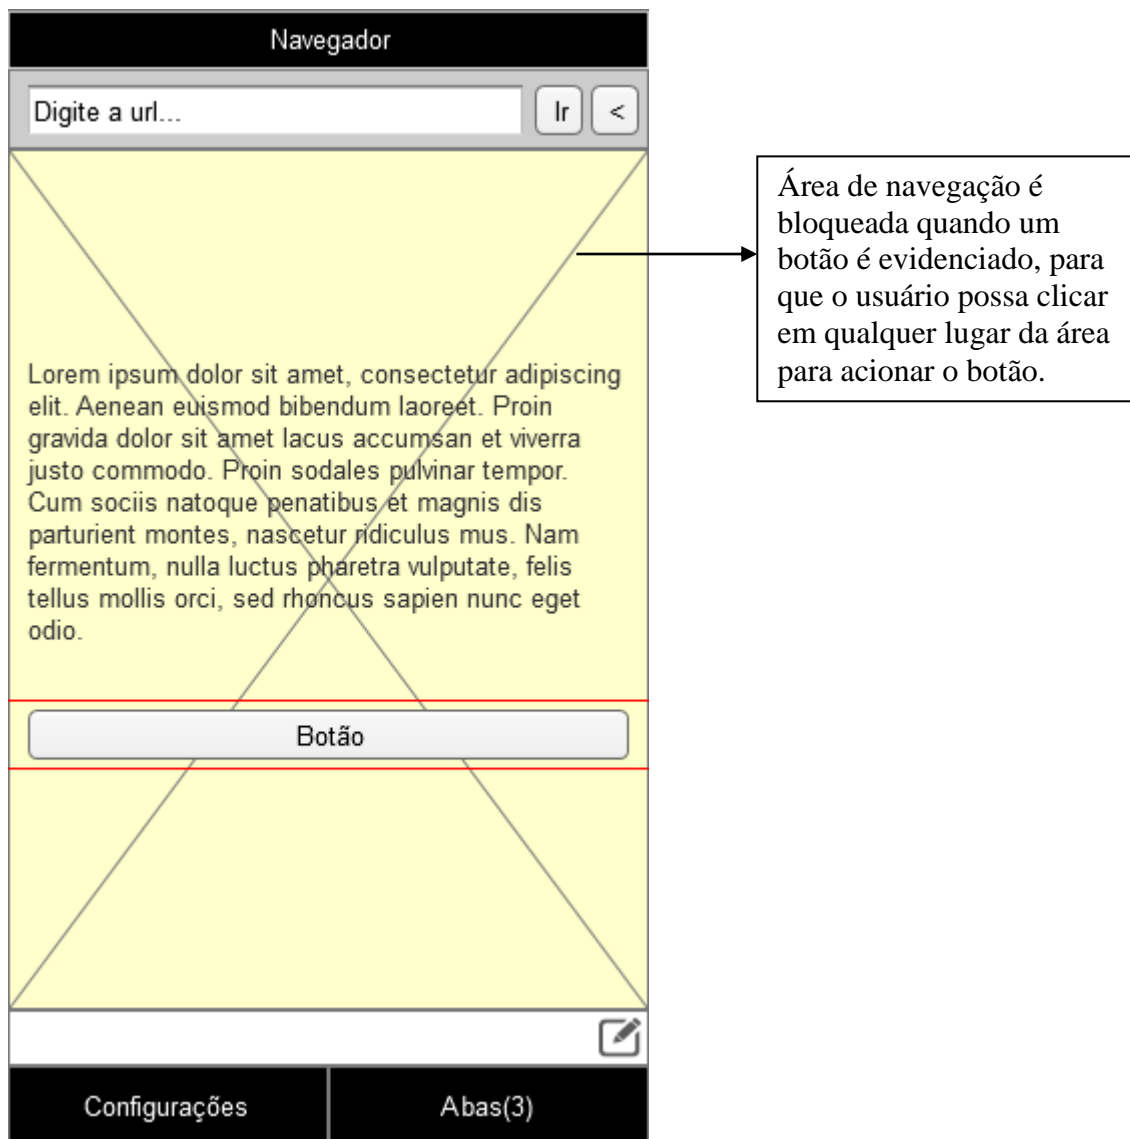 Navegador
Digite a url...
Ir
<
Área de navegação é
bloqueada quando um
botão é evidenciado, para
que o usuário possa clicar
em qualquer lugar da área
para acionar o botão.
Lorem ipsum dolor sit amet, consectetur adipiscing
elit. Aenean euismod bibendum laoreet. Proin
gravida dolor sit amet lacus accumsan et viverra
justo commodo. Proin sodales pulvinar tempor.
Cum sociis natoque penatibus et magnis dis
parturient montes, nascetur ridiculus mus. Nam
fermentum, nulla luctus pharetra vulputate, felis
tellus mollis orci, sed rhoncus sapien nunc eget
odio.
Botão
Configurações
Abas(3)